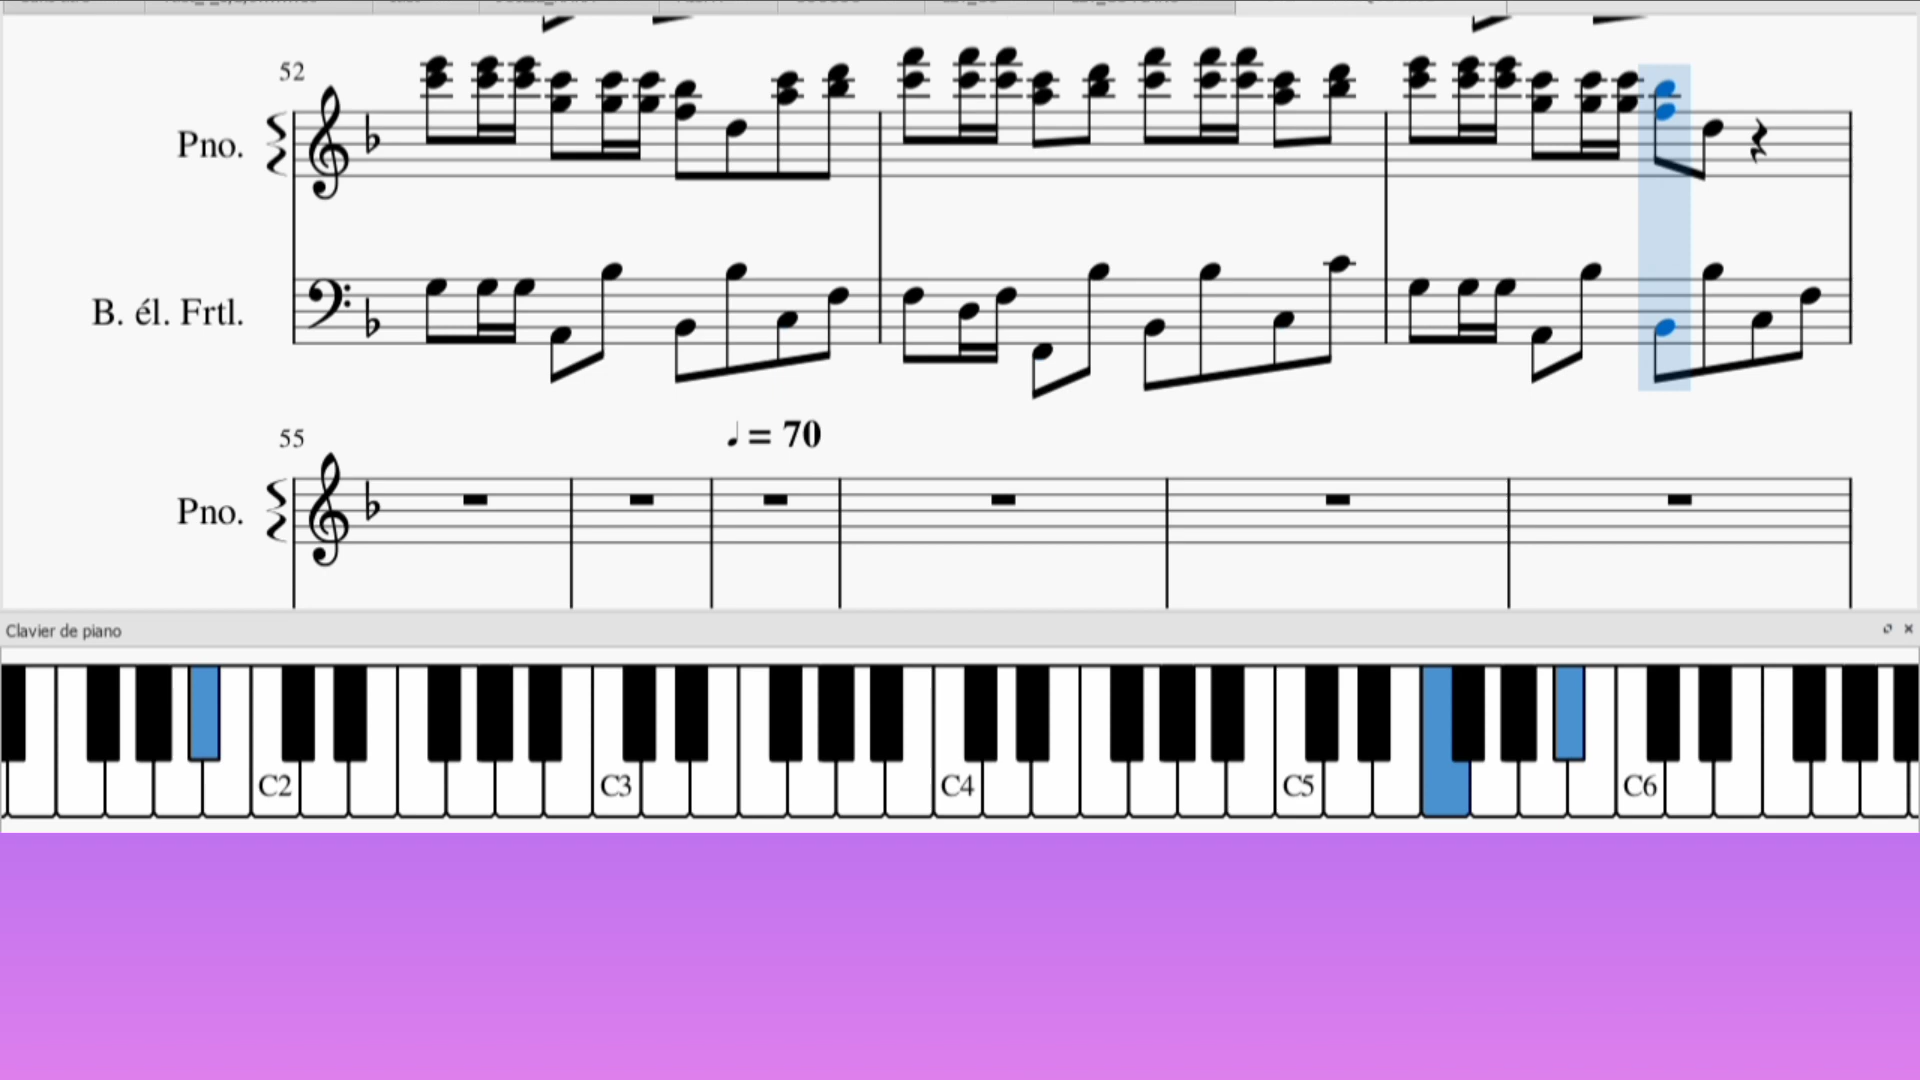 52
Pno.
B. él. Frtl.
55
♩ = 70
Pno.
Clavier de piano
C2 C3 C4 C5 C6